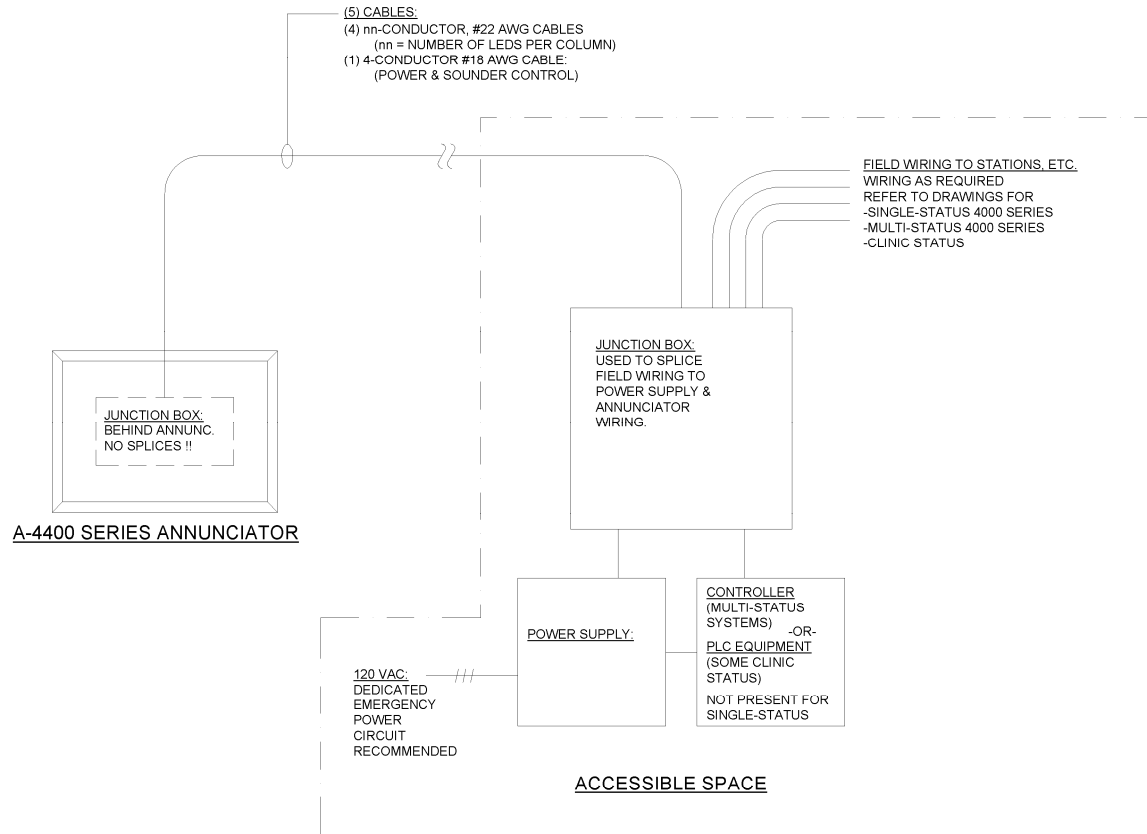 (5) CABLES:
(4) nn-CONDUCTOR, #22 AWG CABLES
(nn = NUMBER OF LEDS PER COLUMN)
(1) 4-CONDUCTOR #18 AWG CABLE:
(POWER & SOUNDER CONTROL)
FIELD WIRING TO STATIONS, ETC.
WIRING AS REQUIRED
REFER TO DRAWINGS FOR
-SINGLE-STATUS 4000 SERIES
-MULTI-STATUS 4000 SERIES
-CLINIC STATUS
JUNCTION BOX:
USED TO SPLICE
FIELD WIRING TO
POWER SUPPLY &
ANNUNCIATOR
WIRING.
JUNCTION BOX:
BEHIND ANNUNC.
NO SPLICES !!
A-4400 SERIES ANNUNCIATOR
POWER SUPPLY:
CONTROLLER
(MULTI-STATUS
SYSTEMS)
-OR-
PLC EQUIPMENT
(SOME CLINIC
STATUS)
NOT PRESENT FOR
SINGLE-STATUS
120 VAC:
DEDICATED
EMERGENCY
POWER
CIRCUIT
RECOMMENDED
ACCESSIBLE SPACE